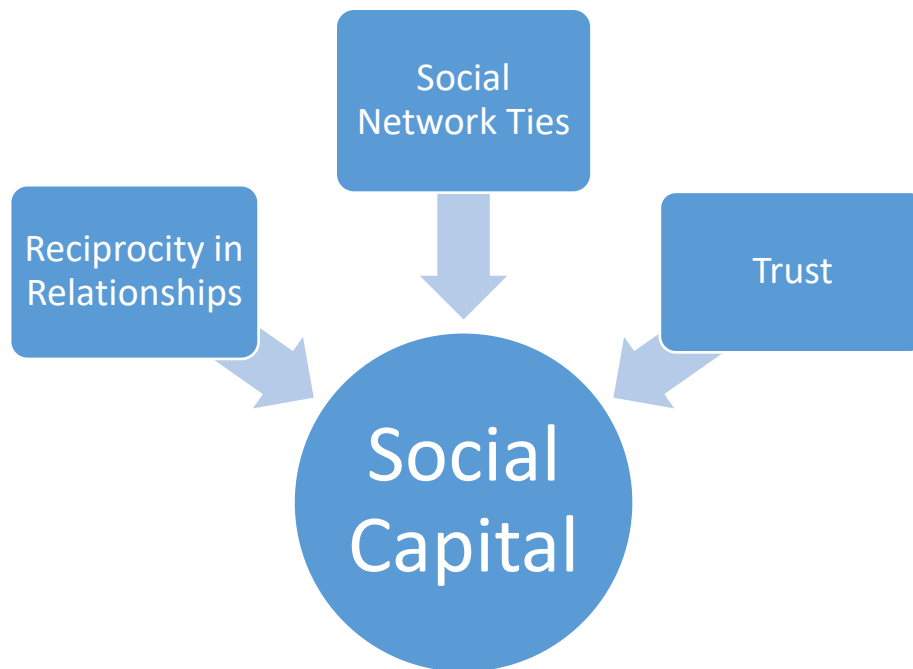 Social
Network Ties
Reciprocity in
Relationships
Trust
Social
Capital